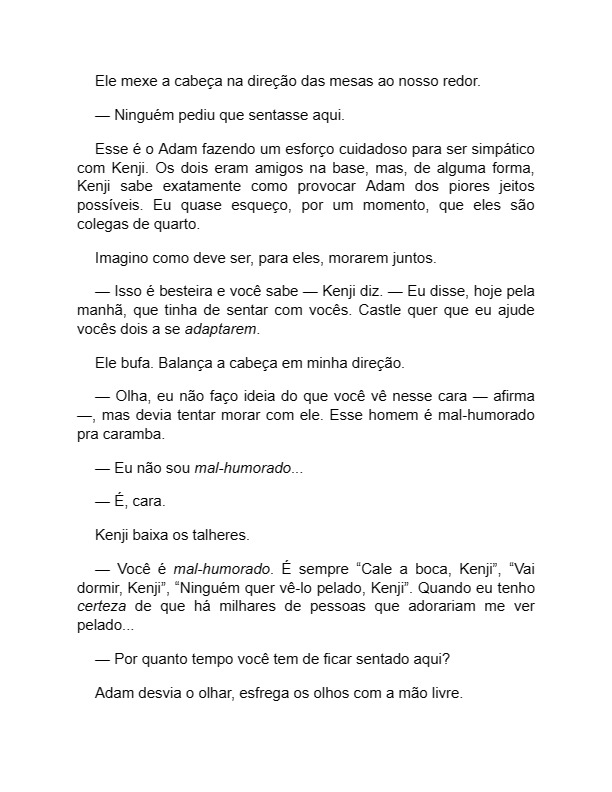 Ele mexe a cabeça na direção das mesas ao nosso redor.
— Ninguém pediu que sentasse aqui.
Esse é o Adam fazendo um esforço cuidadoso para ser simpático
com Kenji. Os dois eram amigos na base, mas, de alguma forma,
Kenji sabe exatamente como provocar Adam dos piores jeitos
possíveis. Eu quase esqueço, por um momento, que eles são
colegas de quarto.
Imagino como deve ser, para eles, morarem juntos.
— Isso é besteira e você sabe — Kenji diz. — Eu disse, hoje pela
manhã, que tinha de sentar com vocês. Castle quer que eu ajude
vocês dois a se adaptarem.
Ele bufa. Balança a cabeça em minha direção.
— Olha, eu não faço ideia do que você vê nesse cara — afirma
—, mas devia tentar morar com ele. Esse homem é mal-humorado
pra caramba.
— Eu não sou mal-humorado...
— É, cara.
Kenji baixa os talheres.
— Você é mal-humorado. É sempre “Cale a boca, Kenji”, “Vai
dormir, Kenji”, “Ninguém quer vê-lo pelado, Kenji”. Quando eu tenho
certeza de que há milhares de pessoas que adorariam me ver
pelado...
— Por quanto tempo você tem de ficar sentado aqui?
Adam desvia o olhar, esfrega os olhos com a mão livre.